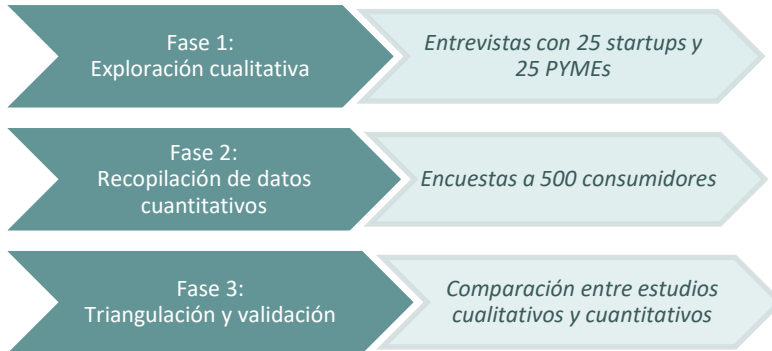 Fase 1:
Exploración cualitativa
Entrevistas con 25 startups y
25 PYMEs
Fase 2:
Recopilación de datos
cuantitativos
Encuestas a 500 consumidores
Fase 3:
Triangulación y validación
Comparación entre estudios
cualitativos y cuantitativos